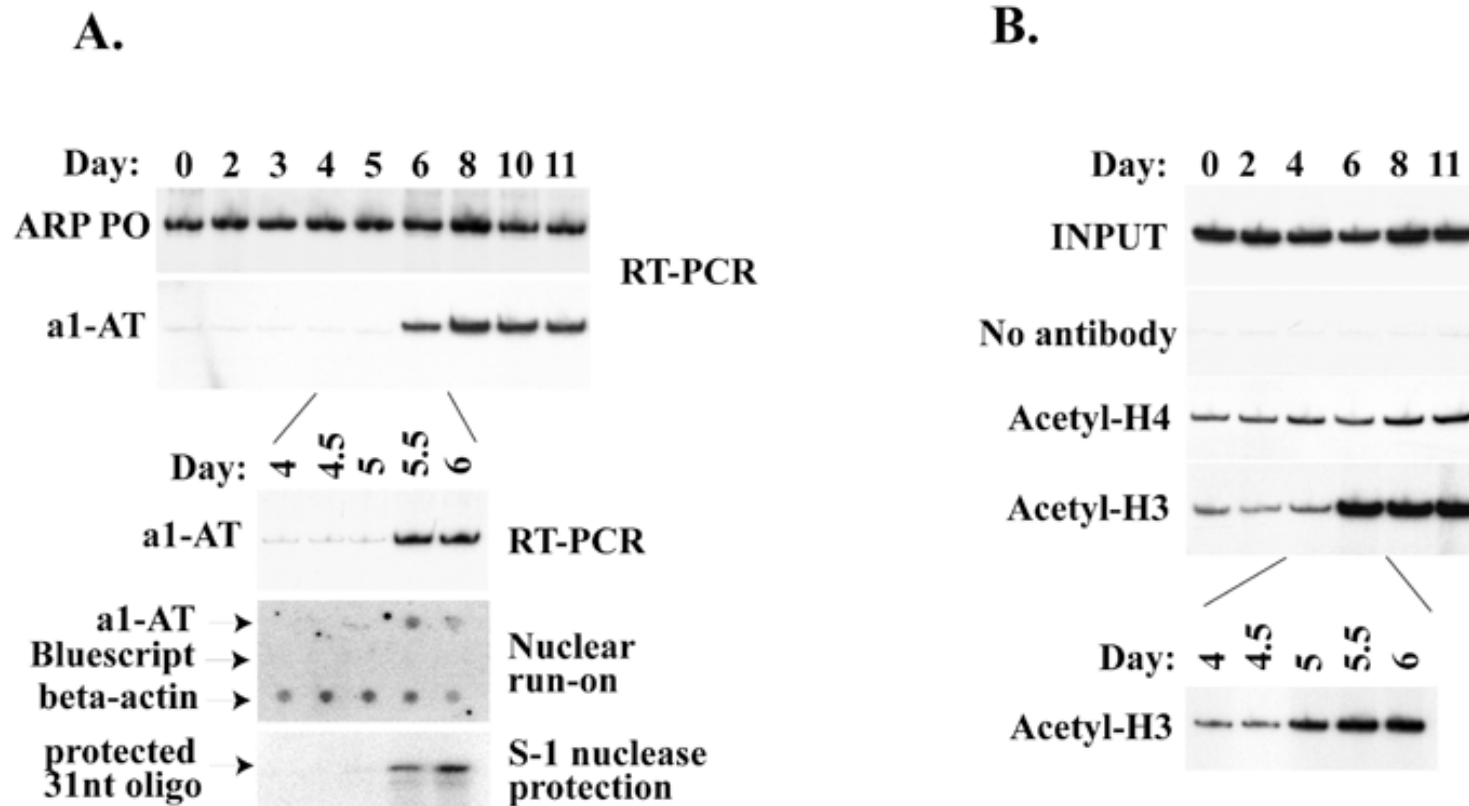 A.
Day: 0 2 3 4 5 6 8 10 11
ARP PO
RT-PCR
a1-AT
Day: 4 4.5 5 5.5 6
a1-AT RT-PCR
a1-AT
Bluescript
beta-actin
Nuclear
run-on
protected
31nt oligo
S-1 nuclease
protection
B.
Day: 0 2 4 6 8 11
INPUT
No antibody
Acetyl-H4
Acetyl-H3
Day: 4 4.5 5 5.5 6
Acetyl-H3